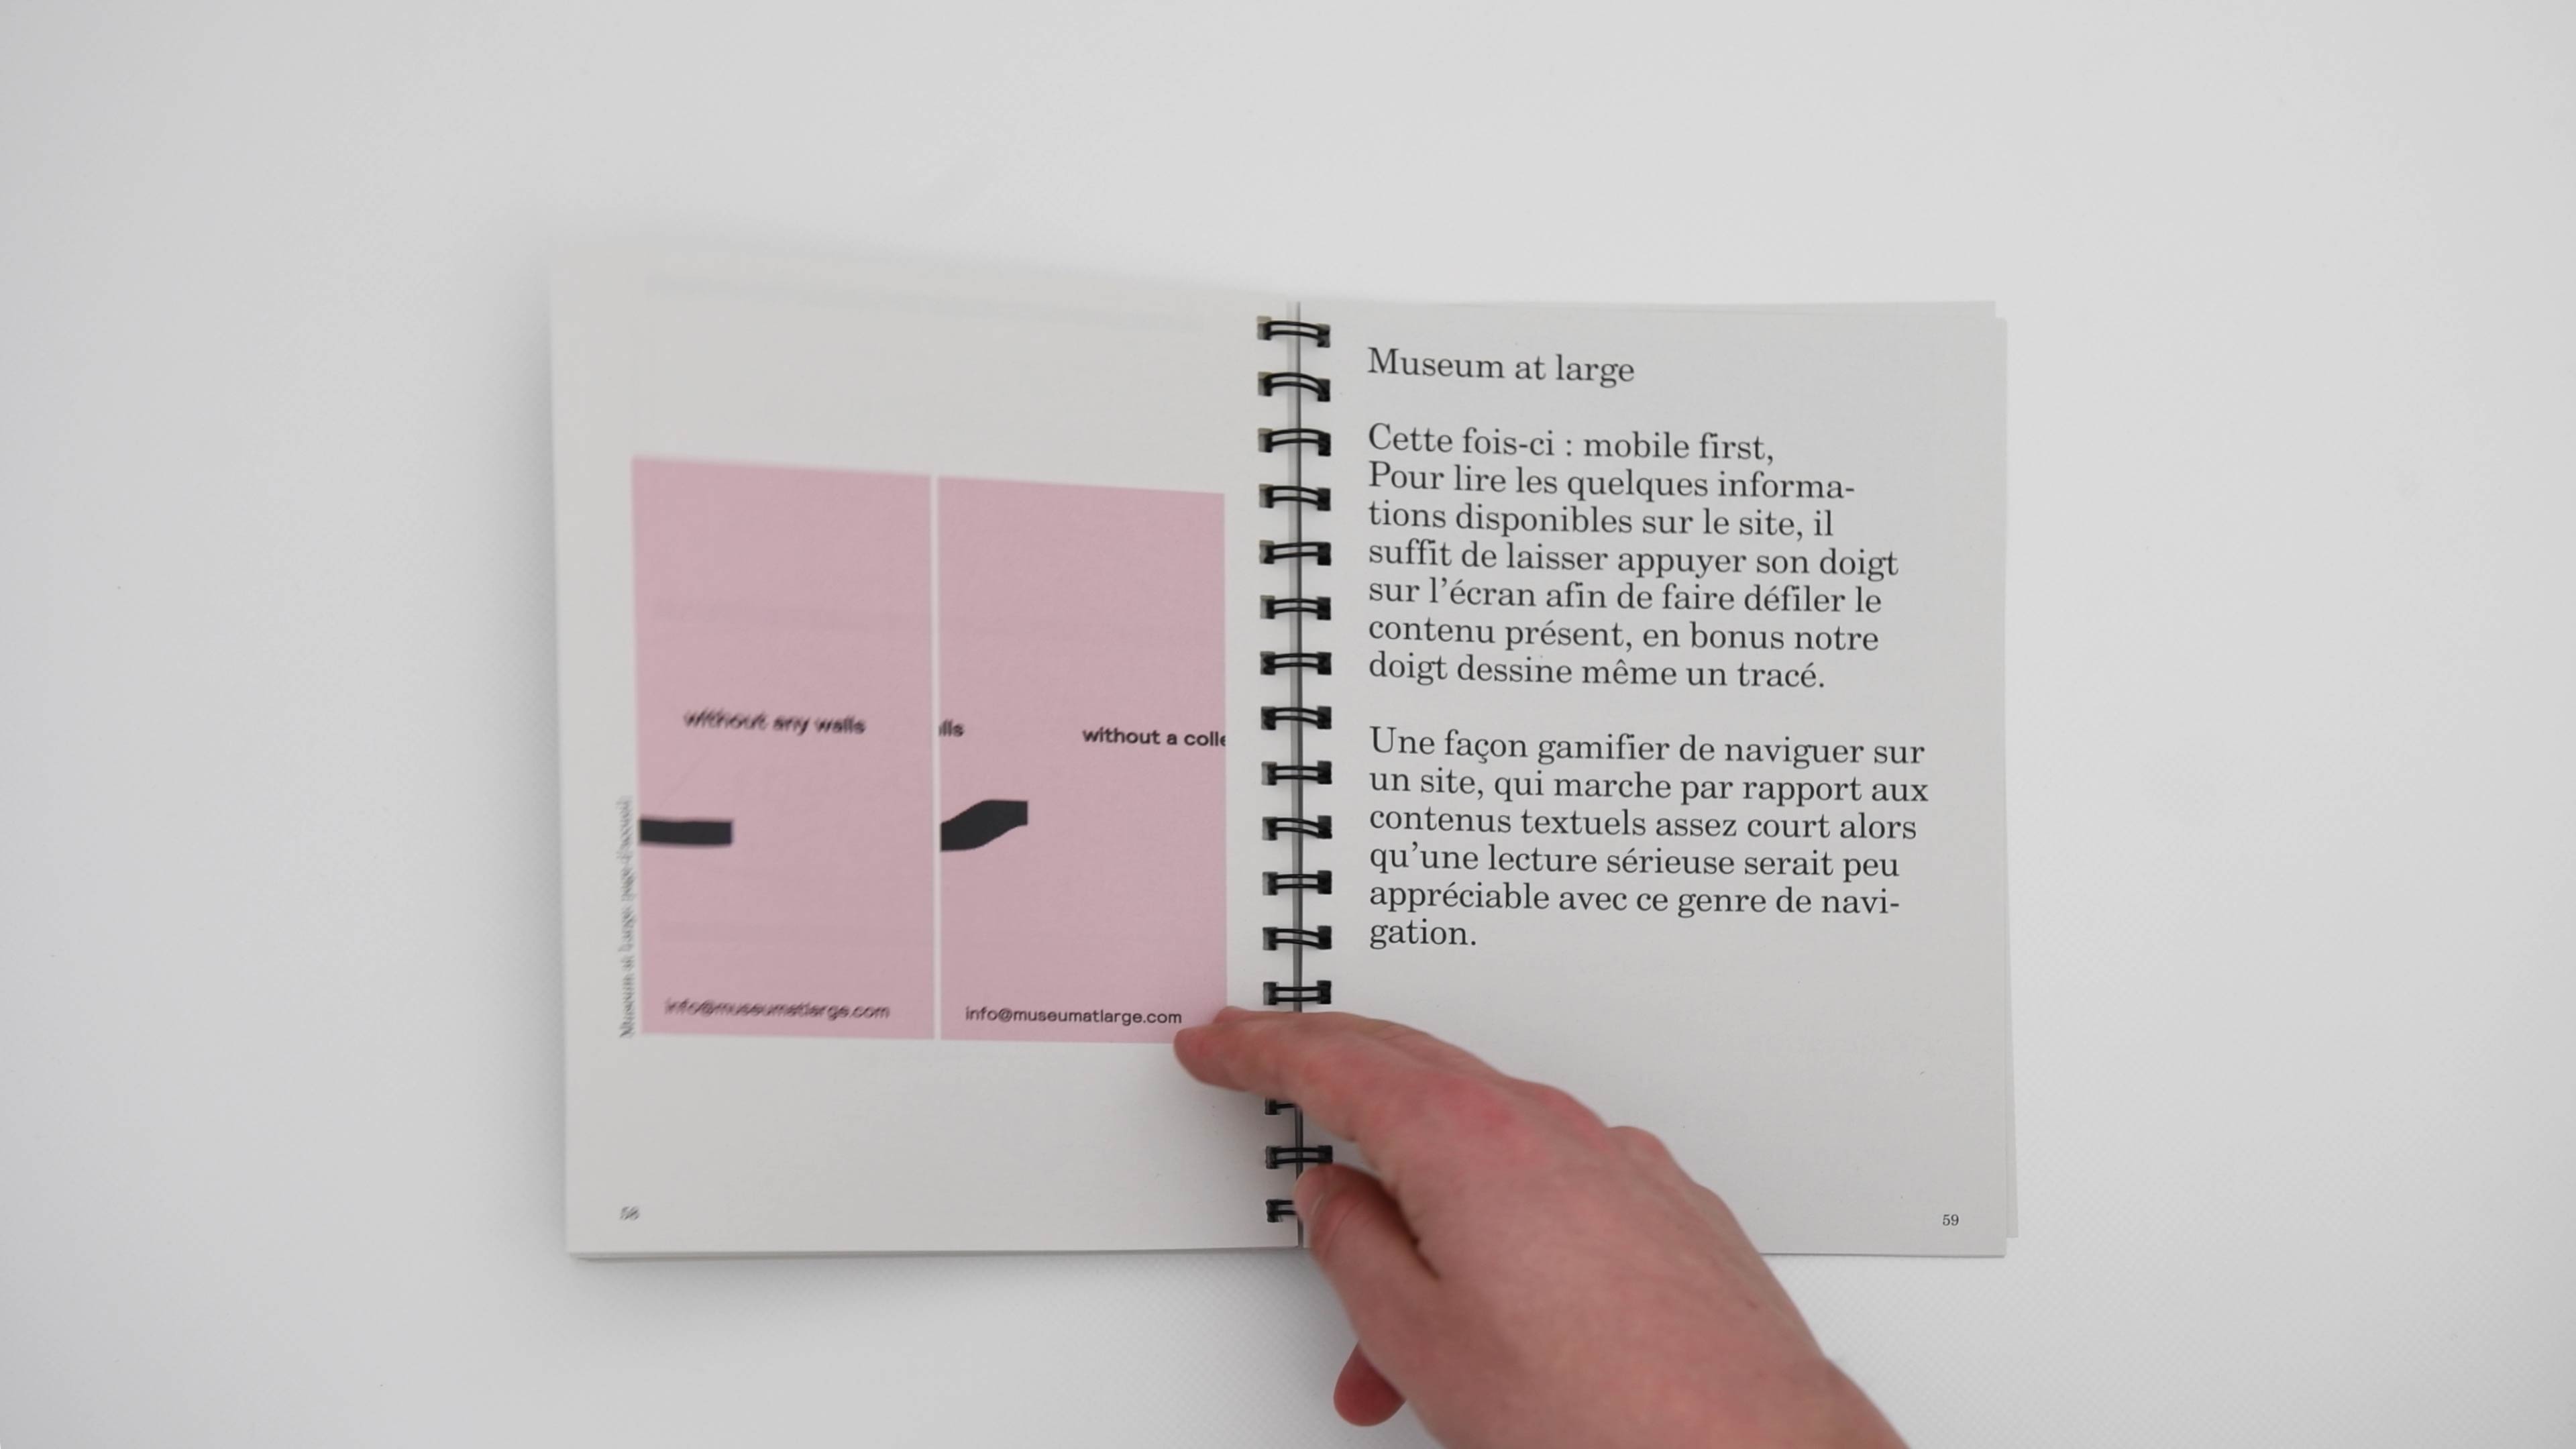 without any walls
lls
without a colle
info@museumatlarge.com
info@museumatlarge.com
Museum at large page d'accueil
58
Museum at large
Cette fois-ci : mobile first,
Pour lire les quelques informa-
tions disponibles sur le site, il
suffit de laisser appuyer son doigt
sur l’écran afin de faire défiler le
contenu présent, en bonus notre
doigt dessine même un tracé.
Une façon gamifier de naviguer sur
un site, qui marche par rapport aux
contenus textuels assez court alors
qu’une lecture sérieuse serait peu
appréciable avec ce genre de navi-
gation.
59